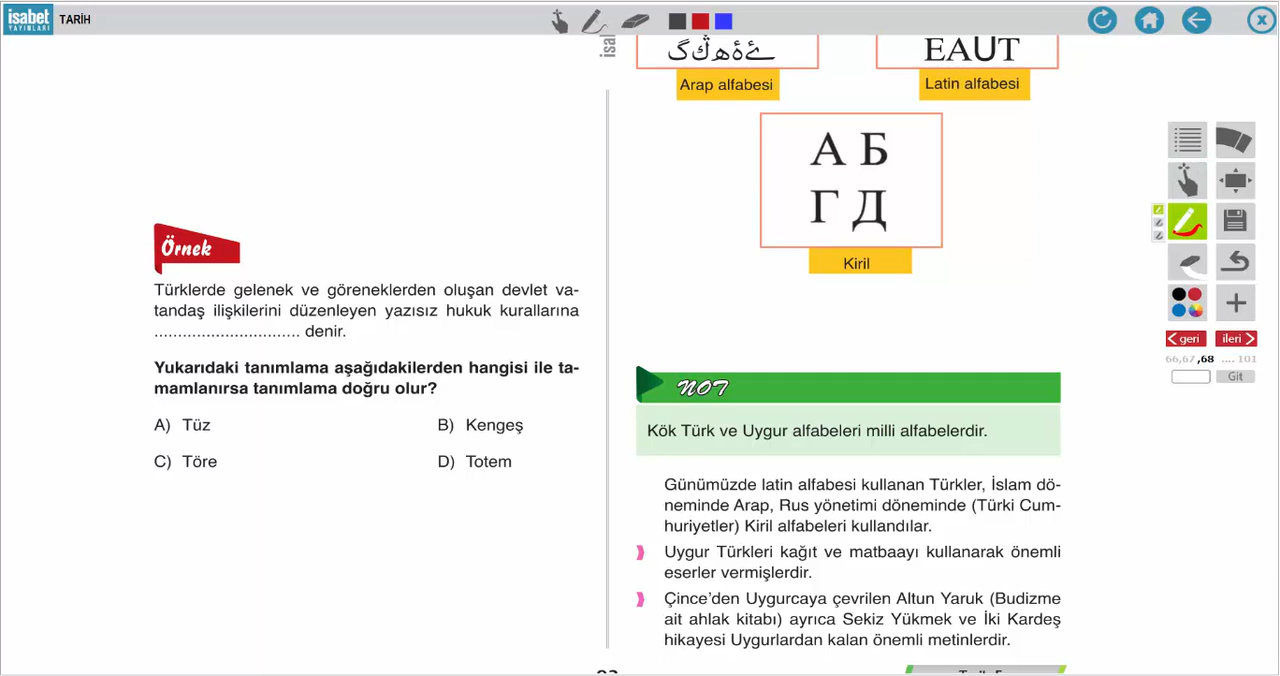 isabet
YAYINLARI
TARİH
Örnek
Türklerde gelenek ve göreneklerden oluşan devlet va-
tandaş ilişkilerini düzenleyen yazısız hukuk kurallarına
.............................. denir.
Yukarıdaki tanımlama aşağıdakilerden hangisi ile ta-
mamlanırsa tanımlama doğru olur?
A) Tüz
B) Kengeş
C) Töre
D) Totem
EAUT
Arap alfabesi
Latin alfabesi
А Б
Г Д
Kiril
NOT
Kök Türk ve Uygur alfabeleri milli alfabelerdir.
Günümüzde latin alfabesi kullanan Türkler, İslam dö-
neminde Arap, Rus yönetimi döneminde (Türki Cum-
huriyetler) Kiril alfabeleri kullandılar.
Uygur Türkleri kağıt ve matbaayı kullanarak önemli
eserler vermişlerdir.
Çince'den Uygurcaya çevrilen Altun Yaruk (Budizme
ait ahlak kitabı) ayrıca Sekiz Yükmek ve İki Kardeş
hikayesi Uygurlardan kalan önemli metinlerdir.
geri
ileri
66,67,68 .... 101
Git